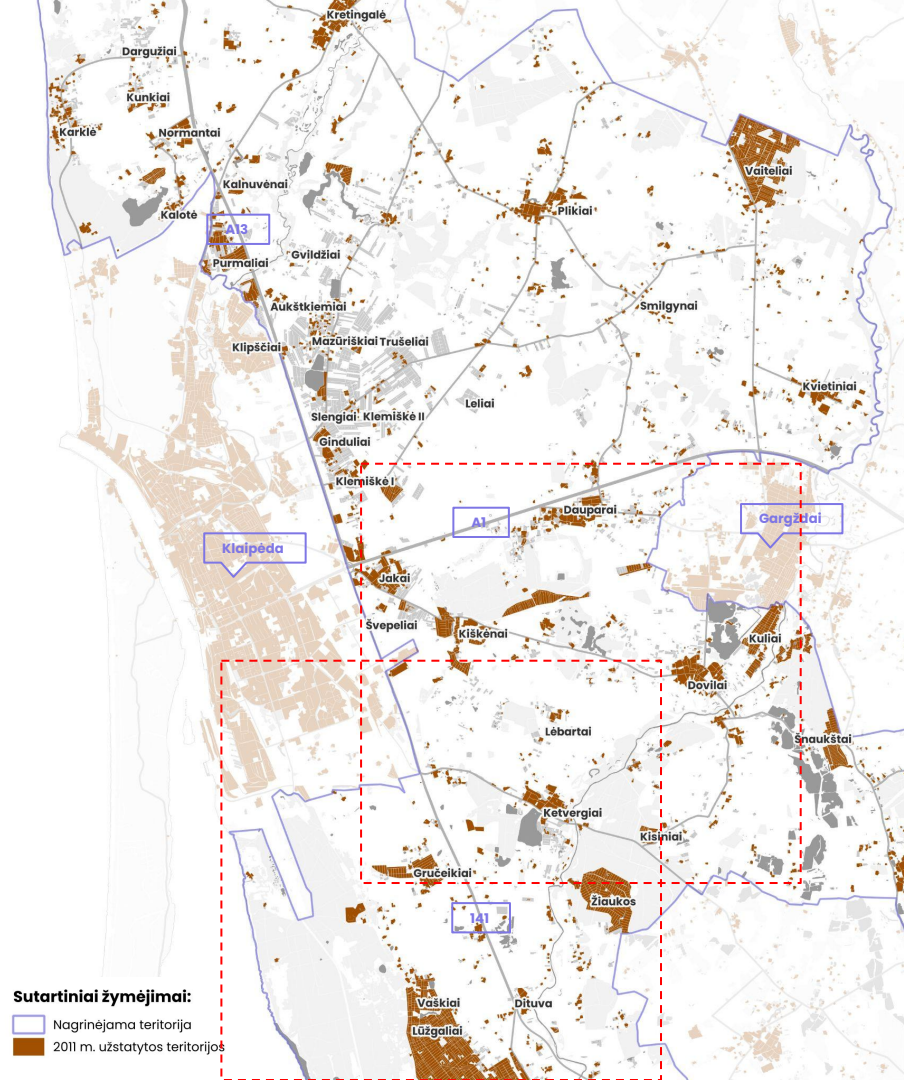 Kretingalė
Dargužiai
Kunkiai
Karklė
Normantai
Vaiteliai
Kalnuvėnai
Kalotė
Plikiai
A13
Gvildžiai
Purmaliai
Aukštkiemiai
Smilgynai
Klipščiai
Mazūriškiai
Trušeliai
Kvietiniai
Leliai
Slengiai
Klemiškė II
Ginduliai
Klemiškė I
Dauparai
A1
Gargždai
Klaipėda
Jakai
Švepeliai
Kiškėnai
Kuliai
Dovilai
Lėbartai
Šnaukštai
Ketvergiai
Kisiniai
Gručeikiai
Žiaukos
141
Vaškiai
Dituva
Lūžgaliai
Sutartiniai žymėjimai:
Nagrinėjama teritorija
2011 m. užstatytos teritorijos